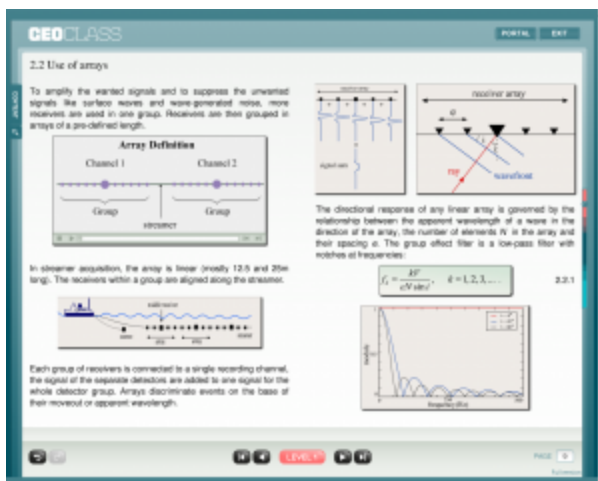 GEOCLASS
PORTAL
EXIT
CONTENT
2.2 Use of arrays
To amplify the wanted signals and to suppress the unwanted
signals like surface waves and wave-generated noise, more
receivers are used in one group. Receivers are then grouped in
arrays of a pre-defined length.
Array Definition
Channel 1
Channel 2
Group
Group
streamer
In streamer acquisition, the array is linear (mostly 12.5 and 25m
long). The receivers within a group are aligned along the streamer.
Each group of receivers is connected to a single recording channel,
the signal of the separate detectors are added to one signal for the
whole detector group. Arrays discriminate events on the base of
their moveout or apparent wavelength.
receiver array
a
ray
wavefront
The directional response of any linear array is governed by the
relationship between the apparent wavelength of a wave in the
direction of the array, the number of elements N in the array and
their spacing a. The group effect filter is a low-pass filter with
notches at frequencies:
k = 1, 2, 3, ...
2.2.1
Frequency (Hz)
LEVEL 1
PAGE